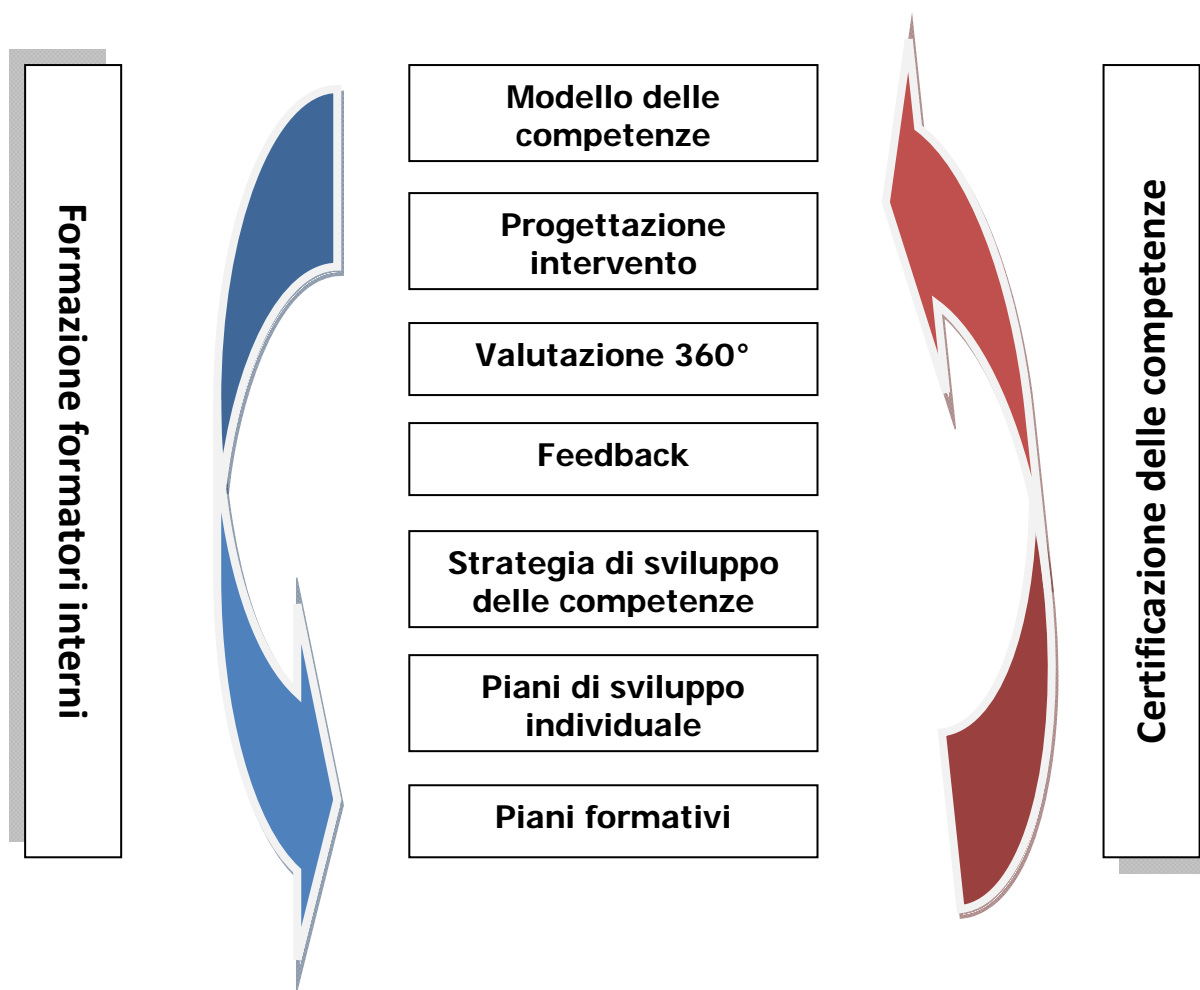 Formazione formatori interni
Modello delle
competenze
Progettazione
intervento
Valutazione 360°
Feedback
Strategia di sviluppo
delle competenze
Piani di sviluppo
individuale
Piani formativi
Certificazione delle competenze